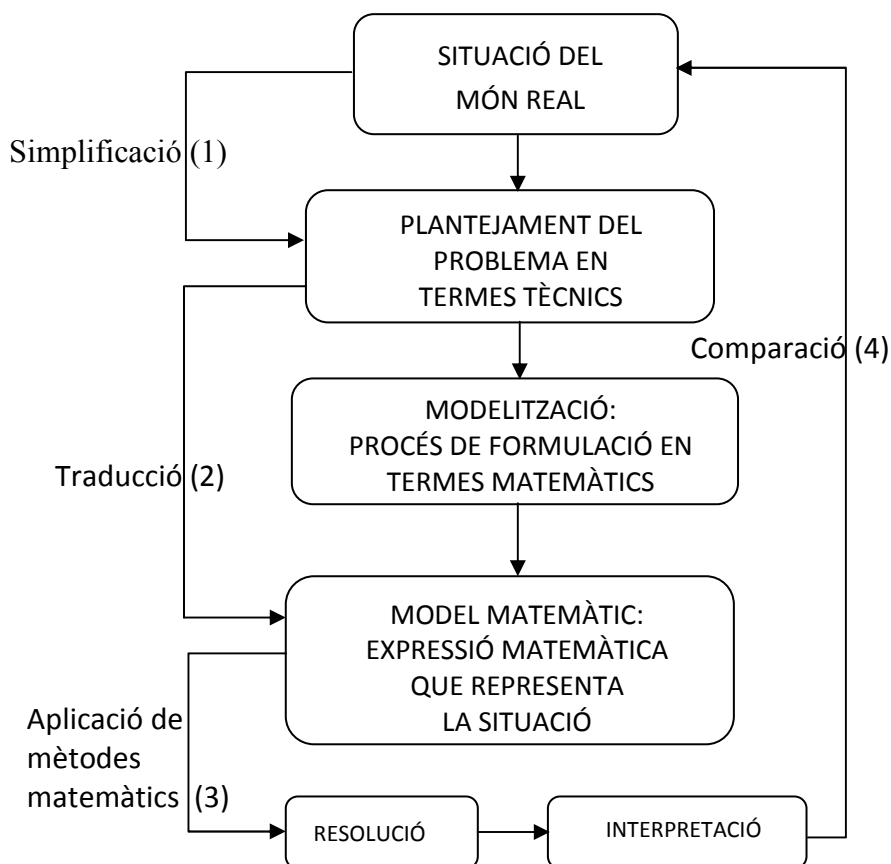 SITUACIÓ DEL
MÓN REAL
Simplificació (1)
PLANTEJAMENT DEL
PROBLEMA EN
TERMES TÈCNICS
Comparació (4)
MODELITZACIÓ:
PROCÉS DE FORMULACIÓ EN
TERMES MATEMÀTICS
Traducció (2)
MODEL MATEMÀTIC:
EXPRESSIÓ MATEMÀTICA
QUE REPRESENTA
LA SITUACIÓ
Aplicació de
mètodes
matemàtics (3)
RESOLUCIÓ
INTERPRETACIÓ